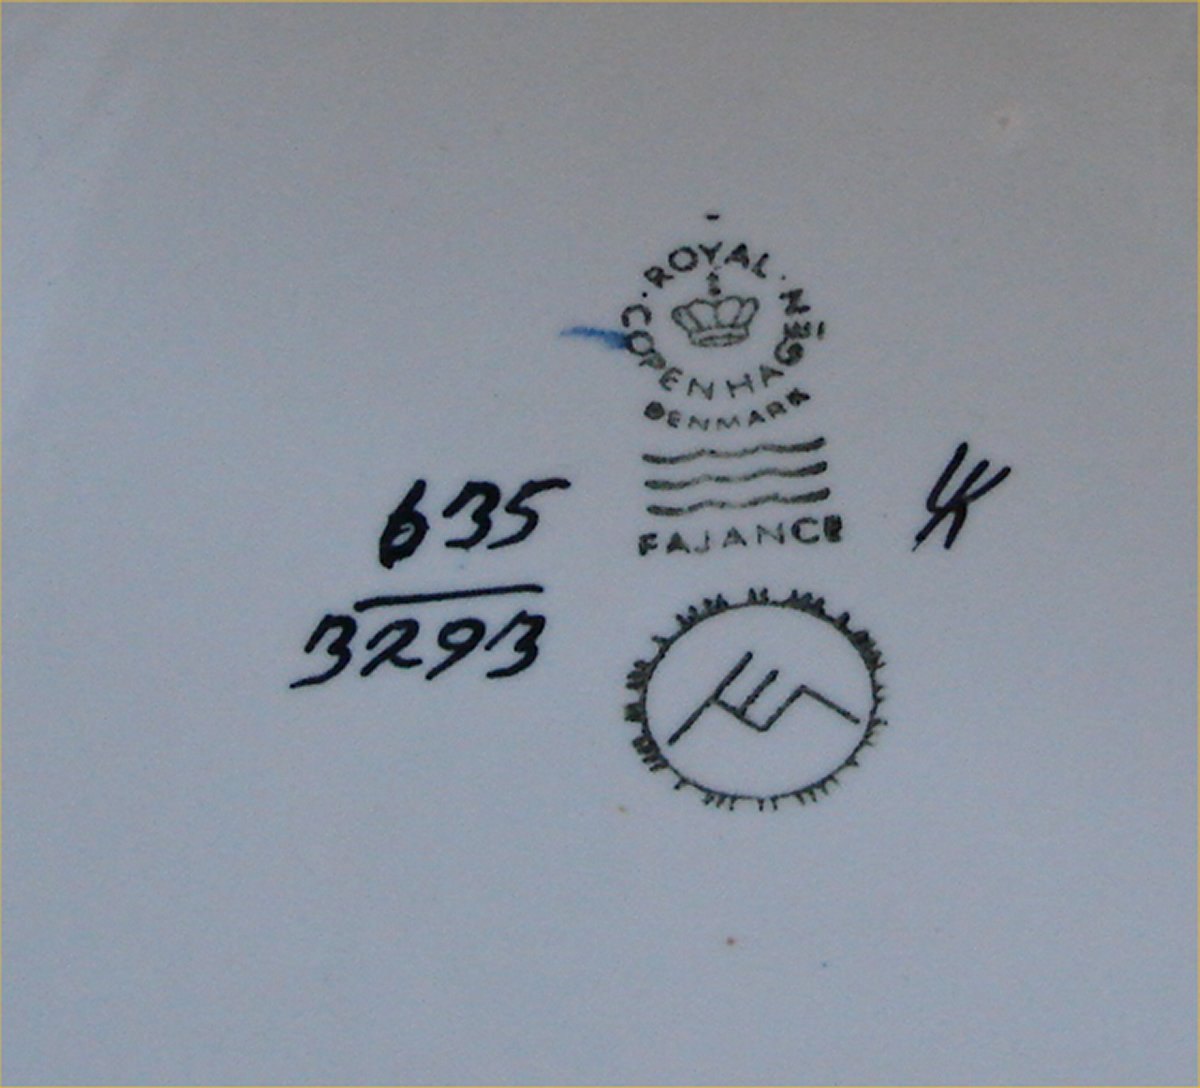 ROYAL
COPENHAGEN
DENMARK
FAJANCE
635
3293